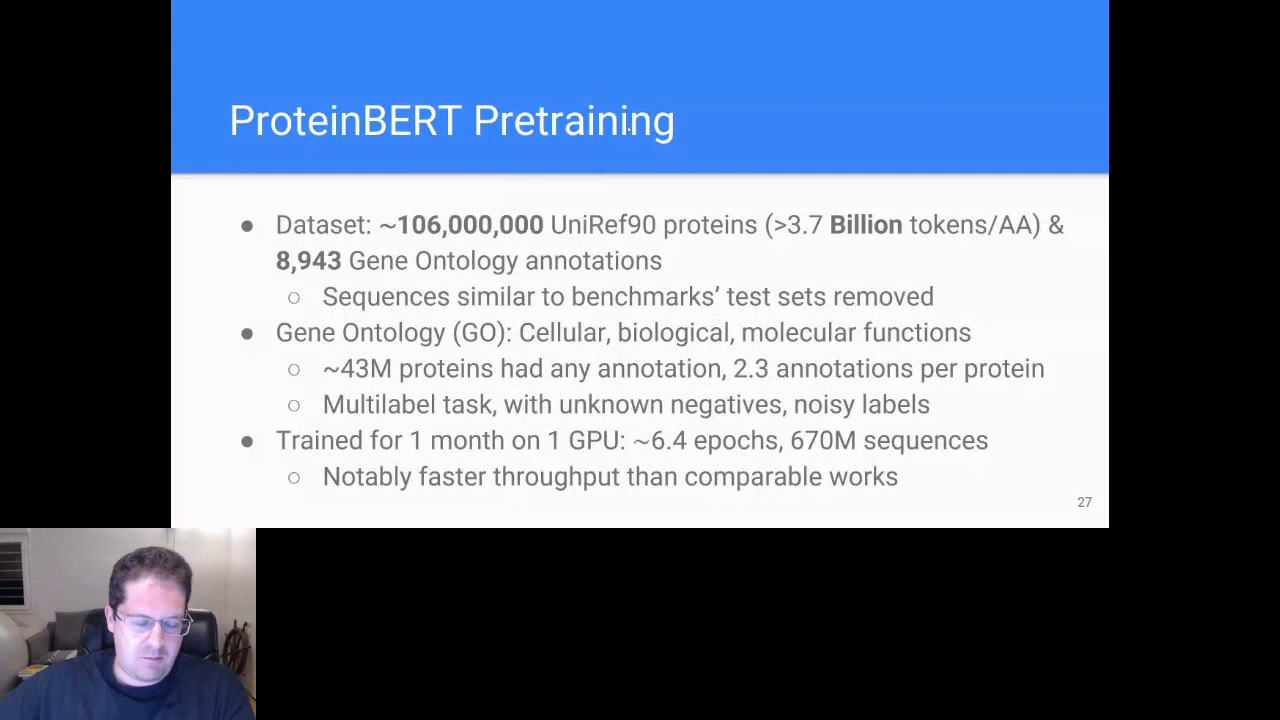 ProteinBERT Pretraining
● Dataset: ~106,000,000 UniRef90 proteins (>3.7 Billion tokens/AA) &
8,943 Gene Ontology annotations
○ Sequences similar to benchmarks’ test sets removed
● Gene Ontology (GO): Cellular, biological, molecular functions
○ ~43M proteins had any annotation, 2.3 annotations per protein
○ Multilabel task, with unknown negatives, noisy labels
● Trained for 1 month on 1 GPU: ~6.4 epochs, 670M sequences
○ Notably faster throughput than comparable works
27